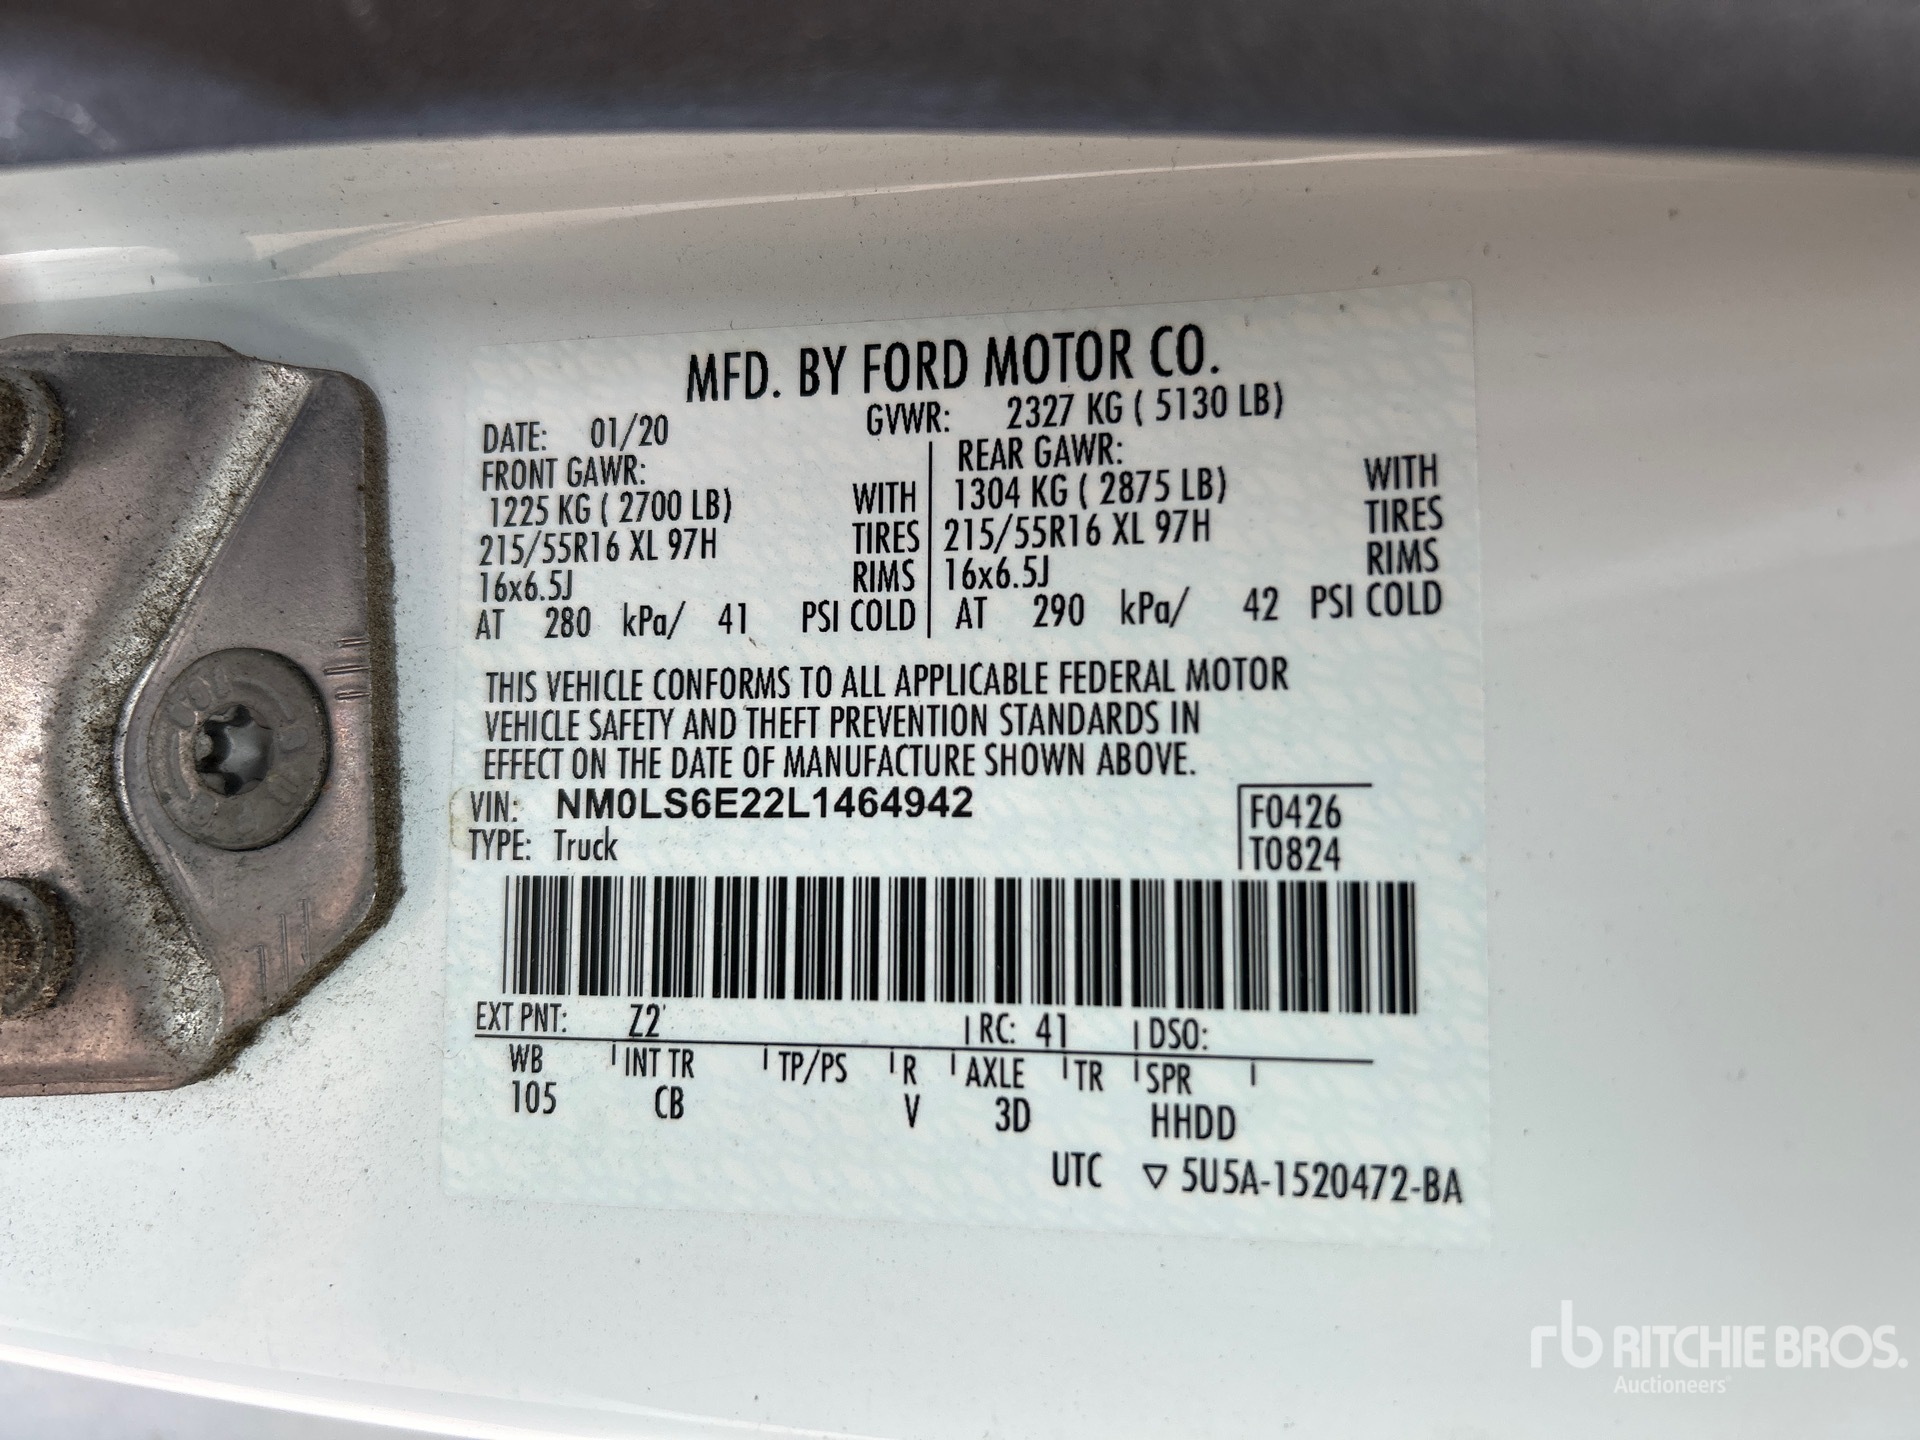 MFD. BY FORD MOTOR CO.
DATE: 01/20 GVWR: 2327 KG ( 5130 LB)
FRONT GAWR: REAR GAWR:
1225 KG ( 2700 LB) WITH 1304 KG ( 2875 LB) WITH
215/55R16 XL 97H TIRES 215/55R16 XL 97H TIRES
16x6.5J RIMS 16x6.5J RIMS
AT 280 kPa/ 41 PSI COLD AT 290 kPa/ 42 PSI COLD
THIS VEHICLE CONFORMS TO ALL APPLICABLE FEDERAL MOTOR
VEHICLE SAFETY AND THEFT PREVENTION STANDARDS IN
EFFECT ON THE DATE OF MANUFACTURE SHOWN ABOVE.
VIN: NM0LS6E22L1464942 F0426
TYPE: Truck T0824
EXT PNT: Z2' RC: 41 DSO:
WB INT TR TP/PS R AXLE TR SPR
105 CB V 3D HHDD
UTC ▽ 5U5A-1520472-BA
rb RITCHIE BROS.
Auctioneers